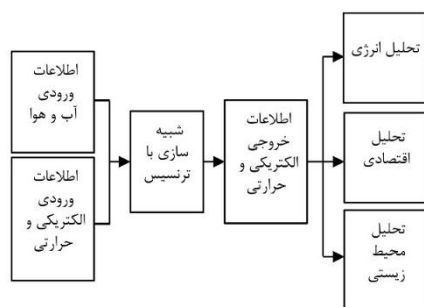 اطلاعات
ورودی
آب و هوا
اطلاعات
ورودی
الکتریکی و
حرارتی
شبیه
سازی با
ترنسیس
اطلاعات
خروجی
الکتریکی و
حرارتی
تحلیل انرژی
تحلیل
اقتصادی
تحلیل
محیط
زیستی